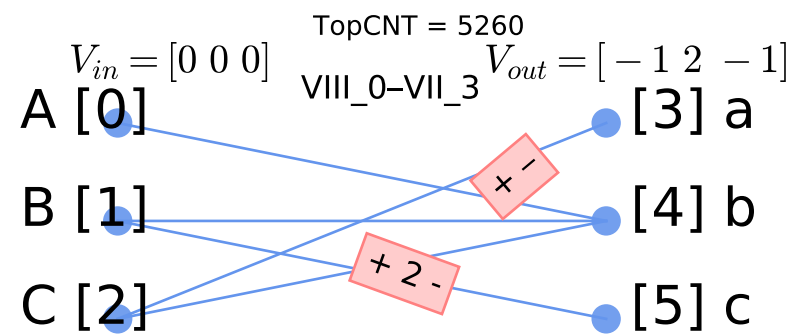 TopCNT = 5260
V_in = [0 0 0]
V_out = [ − 1 2 − 1]
VIII_0–VII_3
A [0]
[3] a
+ −
B [1]
[4] b
+ 2 -
C [2]
[5] c